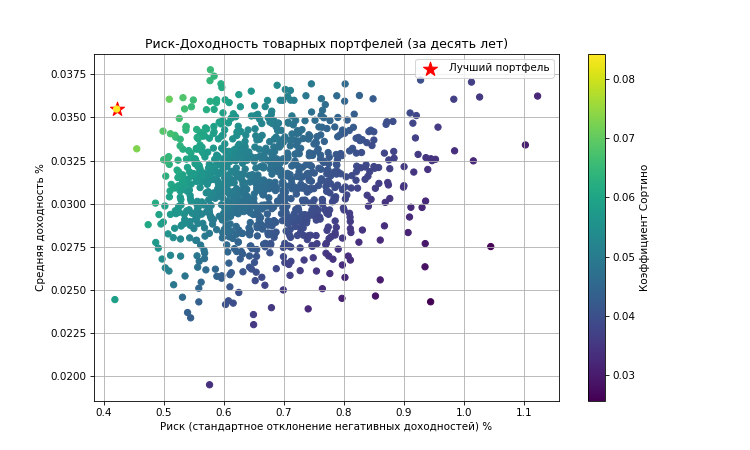 Риск-Доходность товарных портфелей (за десять лет)
Лучший портфель
0.0375
0.0350
0.0325
0.0300
0.0275
0.0250
0.0225
0.0200
Средняя доходность %
0.4 0.5 0.6 0.7 0.8 0.9 1.0 1.1
Риск (стандартное отклонение негативных доходностей) %
0.08
0.07
0.06
0.05
0.04
0.03
Коэффициент Сортино